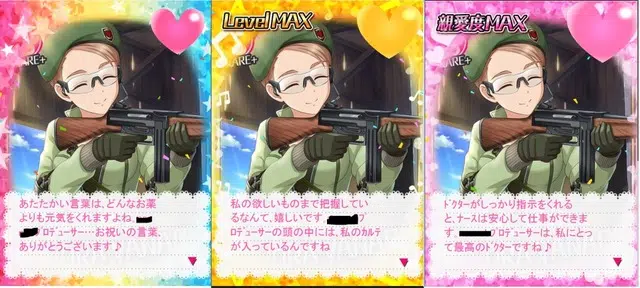 ARE+
あたたかい言葉は、どんなお薬
よりも元気をくれますよね。
ﾌﾟﾛﾃﾞｭｰｻｰ…お祝いの言葉、
ありがとうございます♪
Level MAX
ARE+
私の欲しいものまで把握してい
るなんて、嬉しいです。 ﾌﾟ
ﾛﾃﾞｭｰｻｰの頭の中には、私のｶﾙﾃ
が入っているんですね
親愛度MAX
ARE+
ﾄﾞｸﾀｰがしっかり指示をくれる
と、ﾅｰｽは安心して仕事ができま
す。 ﾌﾟﾛﾃﾞｭｰｻｰは、私にとっ
て最高のﾄﾞｸﾀｰですね♪